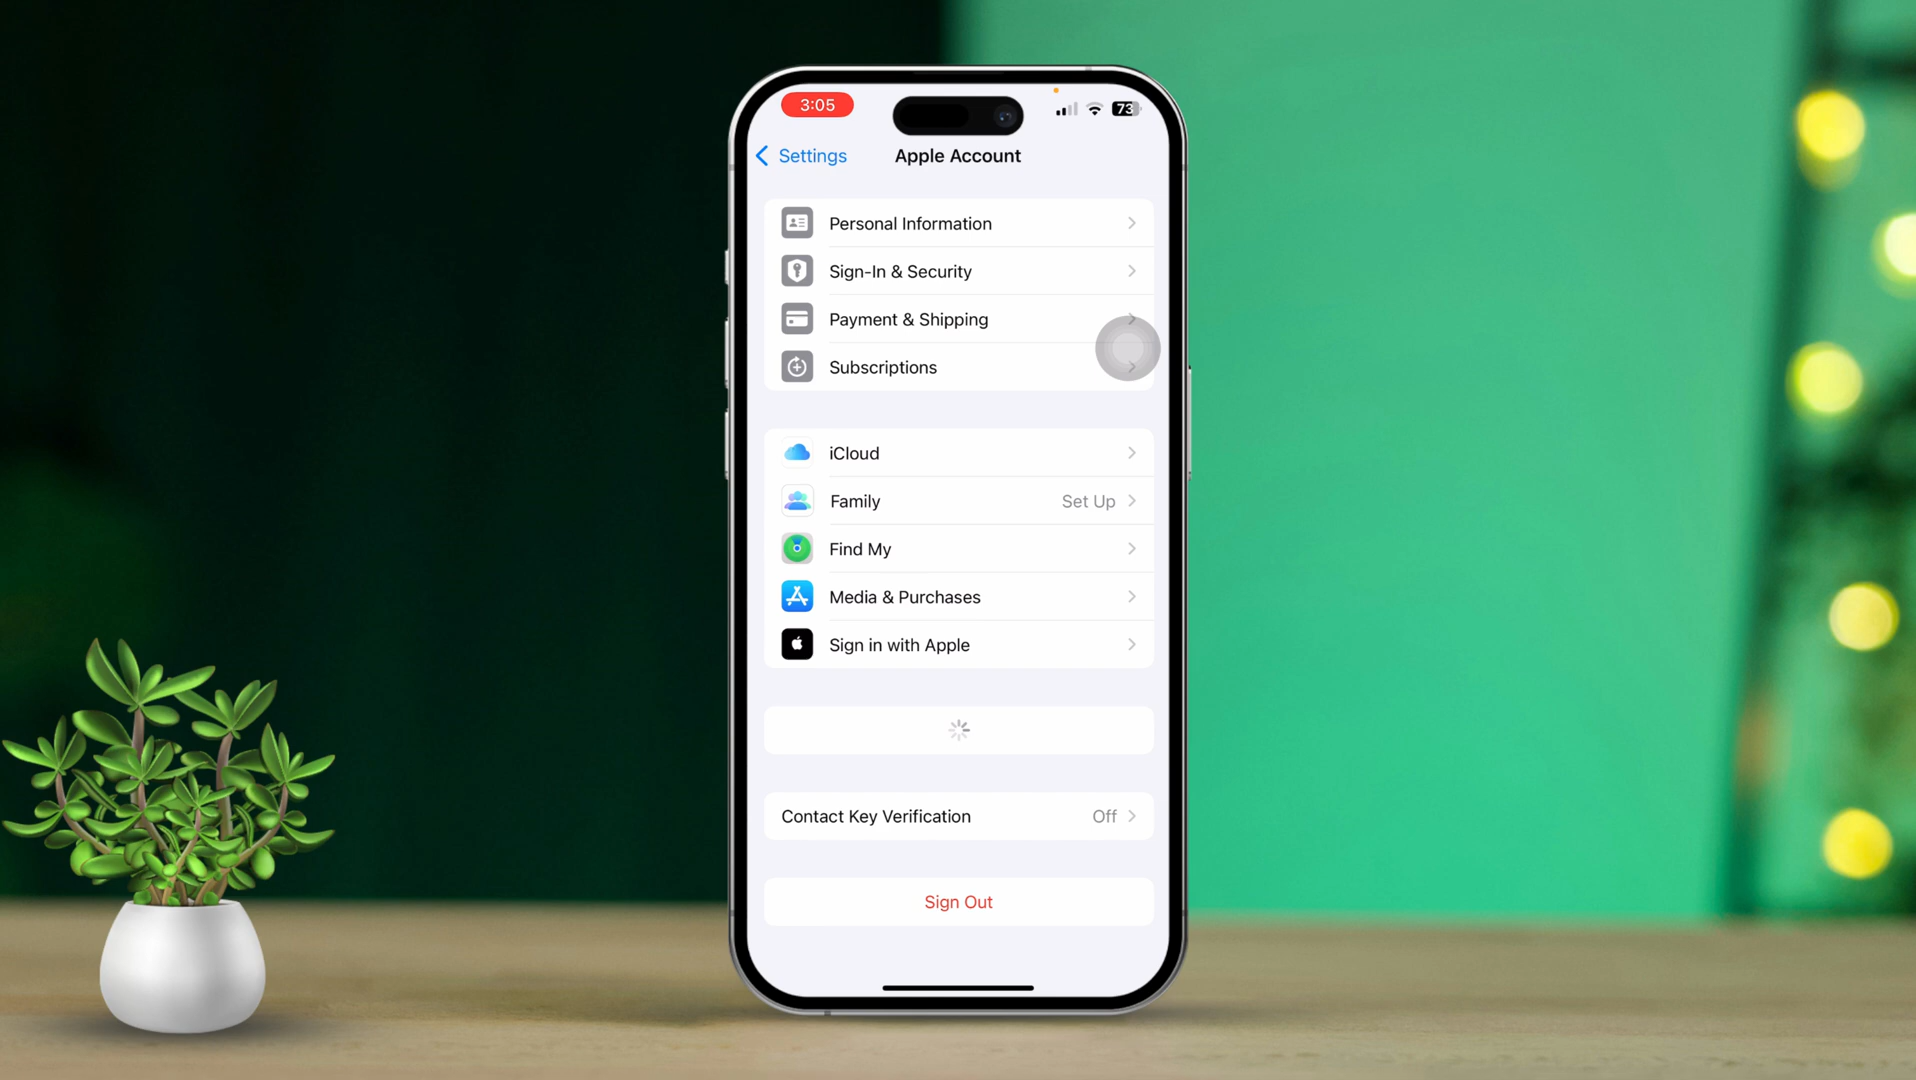 3:05
73
Settings
Apple Account
Personal Information
Sign-In & Security
Payment & Shipping
Subscriptions
iCloud
Family Set Up
Find My
Media & Purchases
Sign in with Apple
Contact Key Verification Off
Sign Out